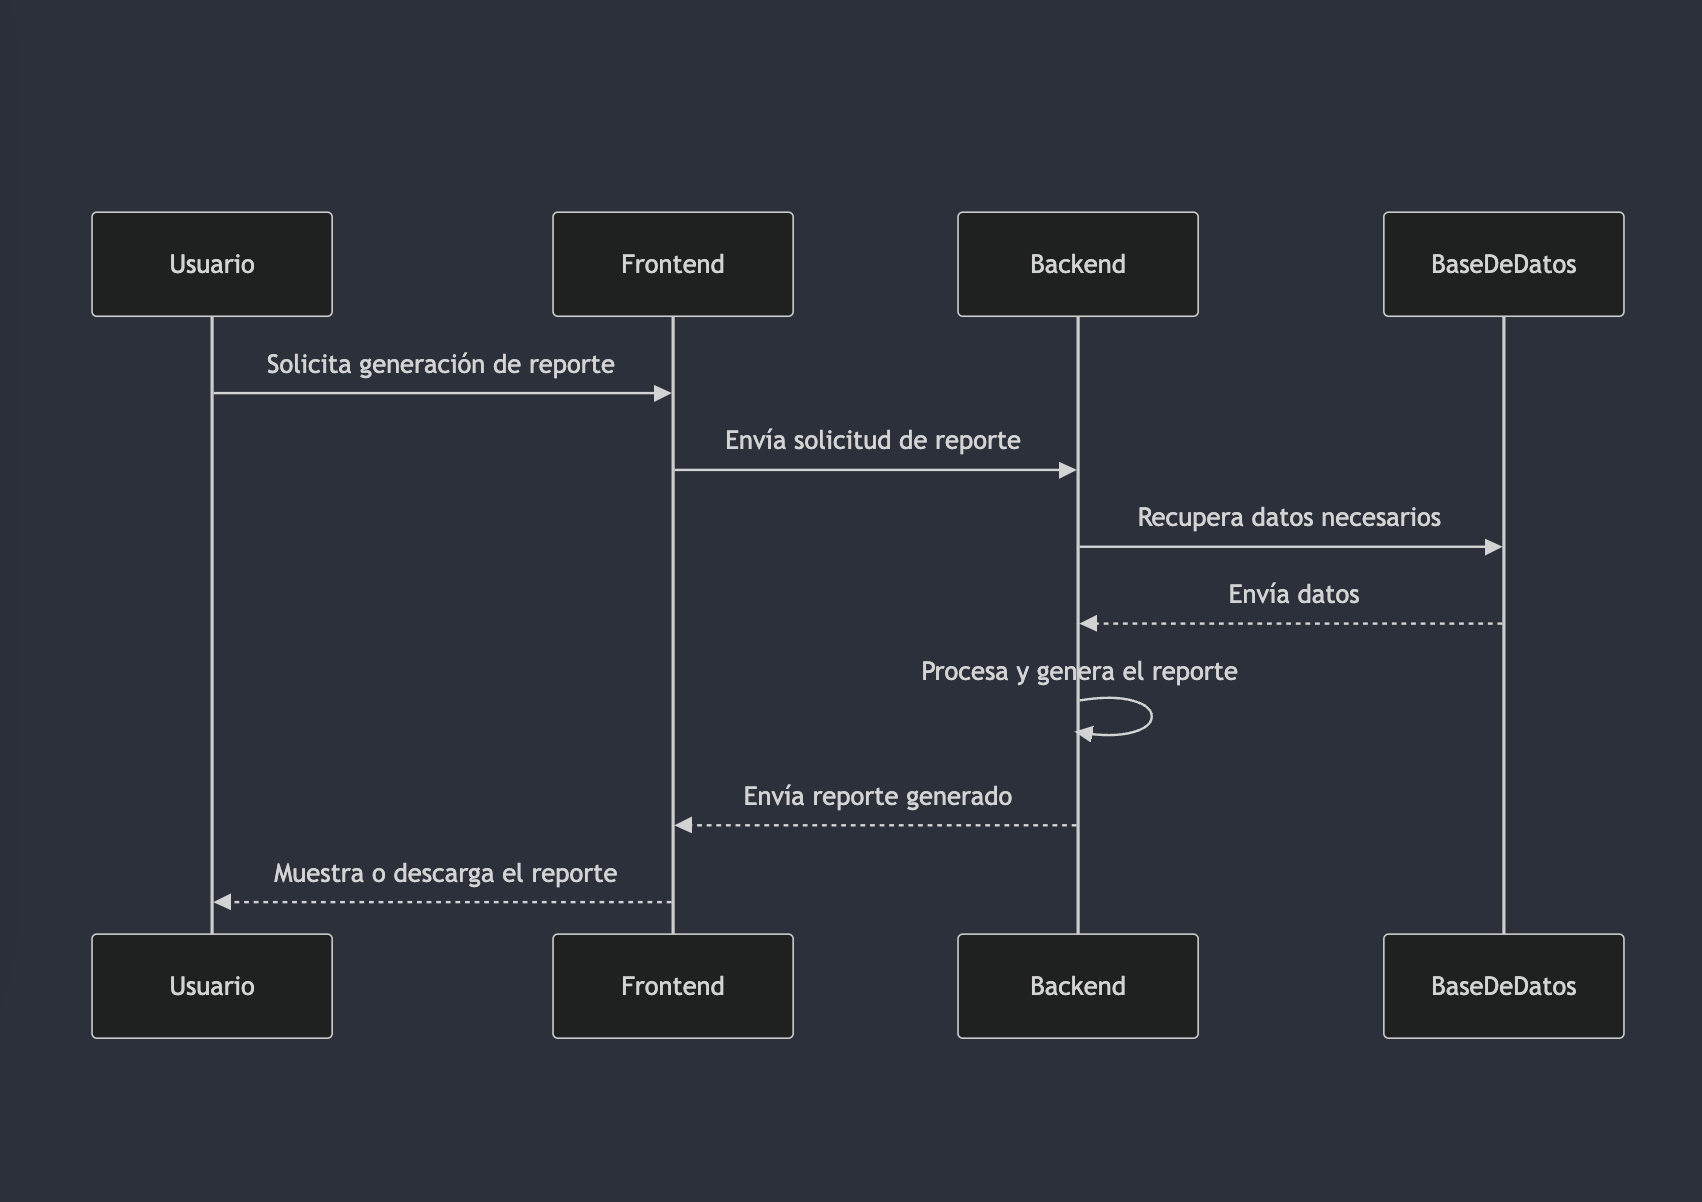 Usuario
Frontend
Backend
BaseDeDatos
Solicita generación de reporte
Envía solicitud de reporte
Recupera datos necesarios
Envía datos
Procesa y genera el reporte
Envía reporte generado
Muestra o descarga el reporte
Usuario
Frontend
Backend
BaseDeDatos